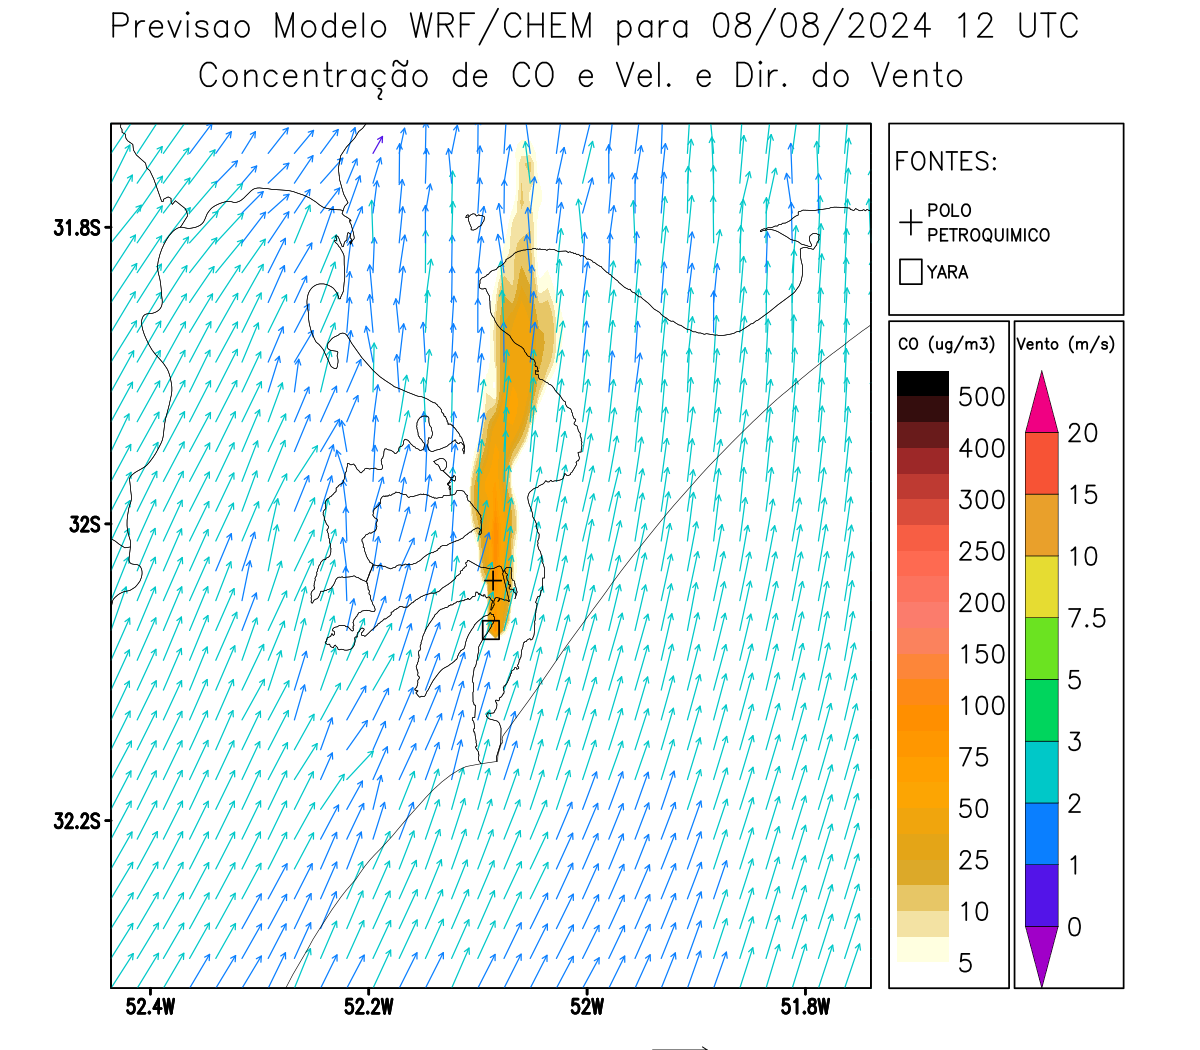 Previsao Modelo WRF/CHEM para 08/08/2024 12 UTC
Concentração de CO e Vel. e Dir. do Vento
FONTES:
POLO
PETROQUIMICO
YARA
CO (ug/m3)
500
400
300
250
200
150
100
75
50
25
10
5
Vento (m/s)
20
15
10
7.5
5
3
2
1
0
31.8S
32S
32.2S
52.4W
52.2W
52W
51.8W